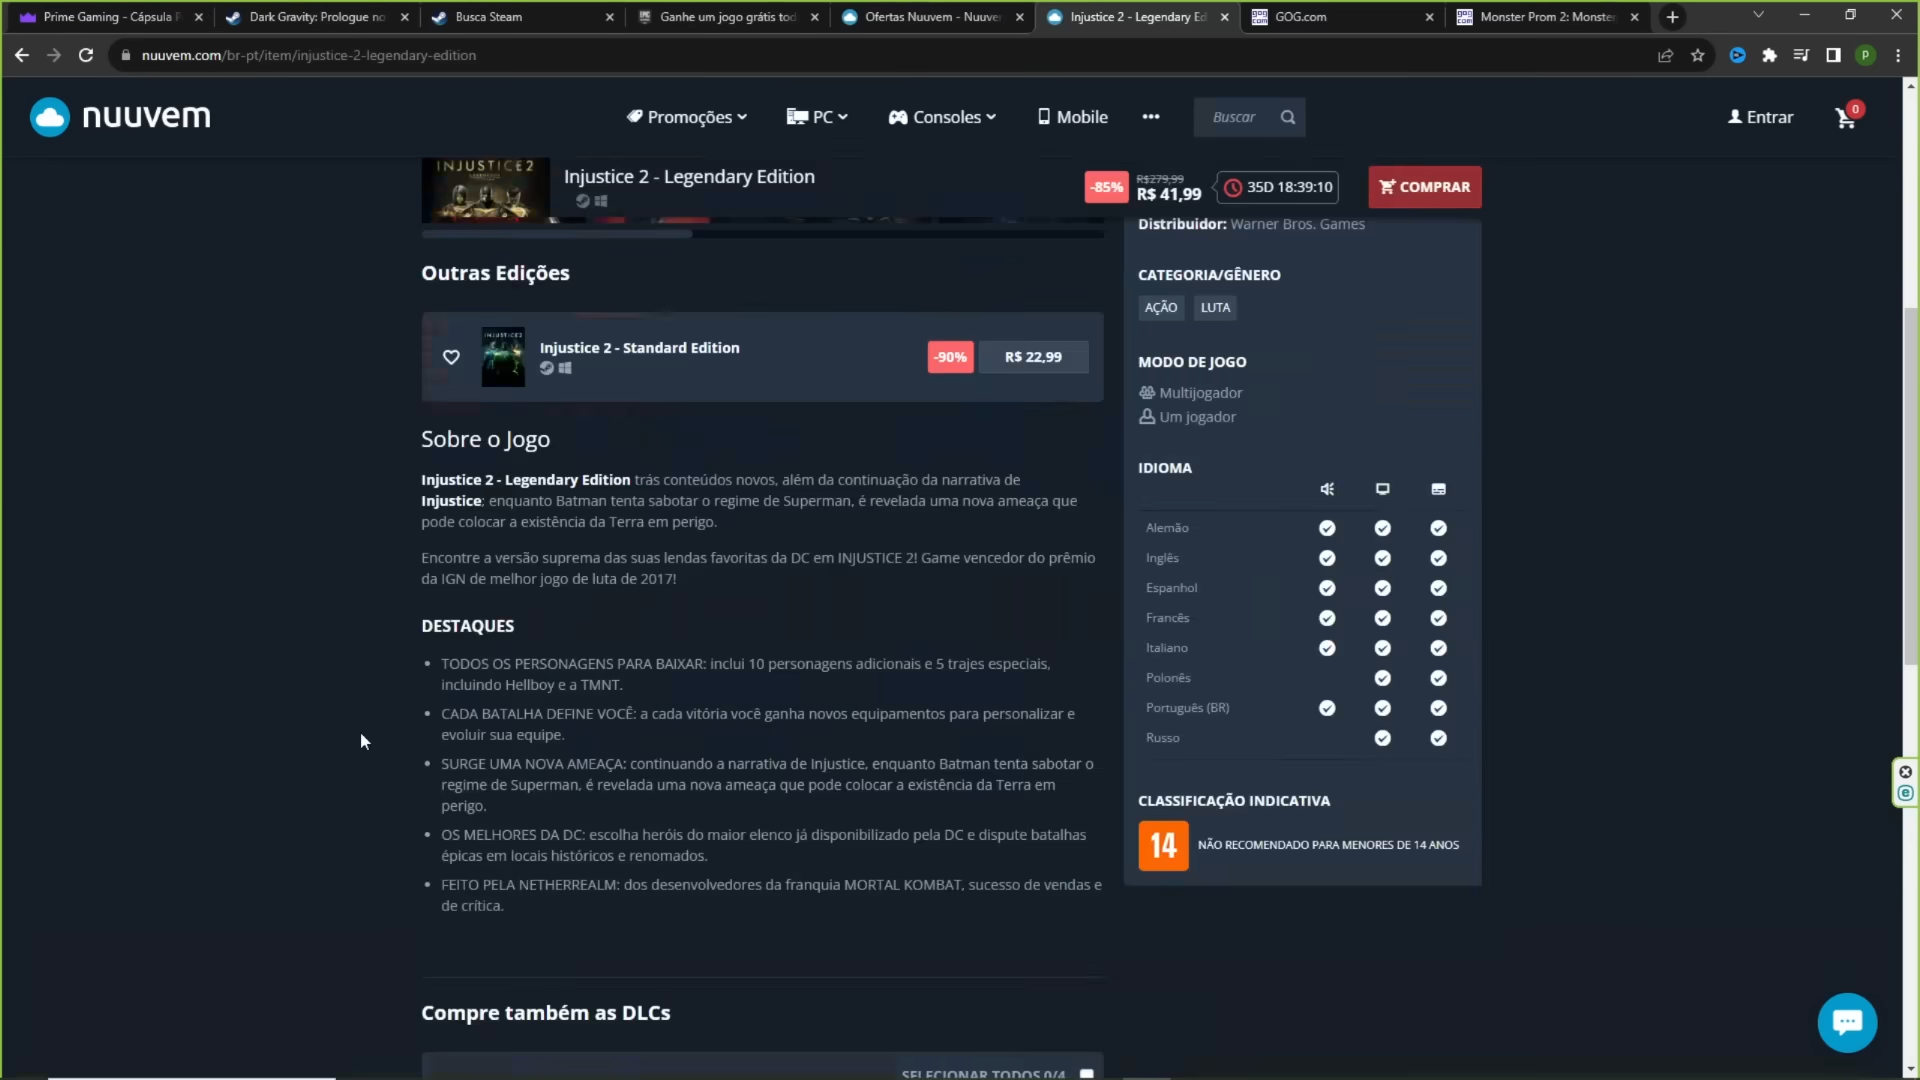 Prime Gaming - Cápsula
Dark Gravity: Prologue no
Busca Steam
Ganhe um jogo grátis tod
Ofertas Nuuvem - Nuuve
Injustice 2 - Legendary Ed
GOG.com
Monster Prom 2: Monster
nuuvem.com/br-pt/item/injustice-2-legendary-edition
P
nuuvem
Promoções
PC
Consoles
Mobile
Buscar
Entrar
0
INJUSTICE 2
Injustice 2 - Legendary Edition
-85%
R$279,99
R$ 41,99
35D 18:39:10
COMPRAR
Distribuidor: Warner Bros. Games
Outras Edições
INJUSTICE2
Injustice 2 - Standard Edition
-90%
R$ 22,99
Sobre o Jogo
Injustice 2 - Legendary Edition trás conteúdos novos, além da continuação da narrativa de
Injustice; enquanto Batman tenta sabotar o regime de Superman, é revelada uma nova ameaça que
pode colocar a existência da Terra em perigo.
Encontre a versão suprema das suas lendas favoritas da DC em INJUSTICE 2! Game vencedor do prêmio
da IGN de melhor jogo de luta de 2017!
DESTAQUES
• TODOS OS PERSONAGENS PARA BAIXAR: inclui 10 personagens adicionais e 5 trajes especiais,
incluindo Hellboy e a TMNT.
• CADA BATALHA DEFINE VOCÊ: a cada vitória você ganha novos equipamentos para personalizar e
evoluir sua equipe.
• SURGE UMA NOVA AMEAÇA: continuando a narrativa de Injustice, enquanto Batman tenta sabotar o
regime de Superman, é revelada uma nova ameaça que pode colocar a existência da Terra em
perigo.
• OS MELHORES DA DC: escolha heróis do maior elenco já disponibilizado pela DC e dispute batalhas
épicas em locais históricos e renomados.
• FEITO PELA NETHERREALM: dos desenvolvedores da franquia MORTAL KOMBAT, sucesso de vendas e
de crítica.
Compre também as DLCs
SELECIONAR TODOS 0/4
CATEGORIA/GÊNERO
AÇÃO
LUTA
MODO DE JOGO
Multijogador
Um jogador
IDIOMA
Alemão
Inglês
Espanhol
Francês
Italiano
Polonês
Português (BR)
Russo
CLASSIFICAÇÃO INDICATIVA
14
NÃO RECOMENDADO PARA MENORES DE 14 ANOS